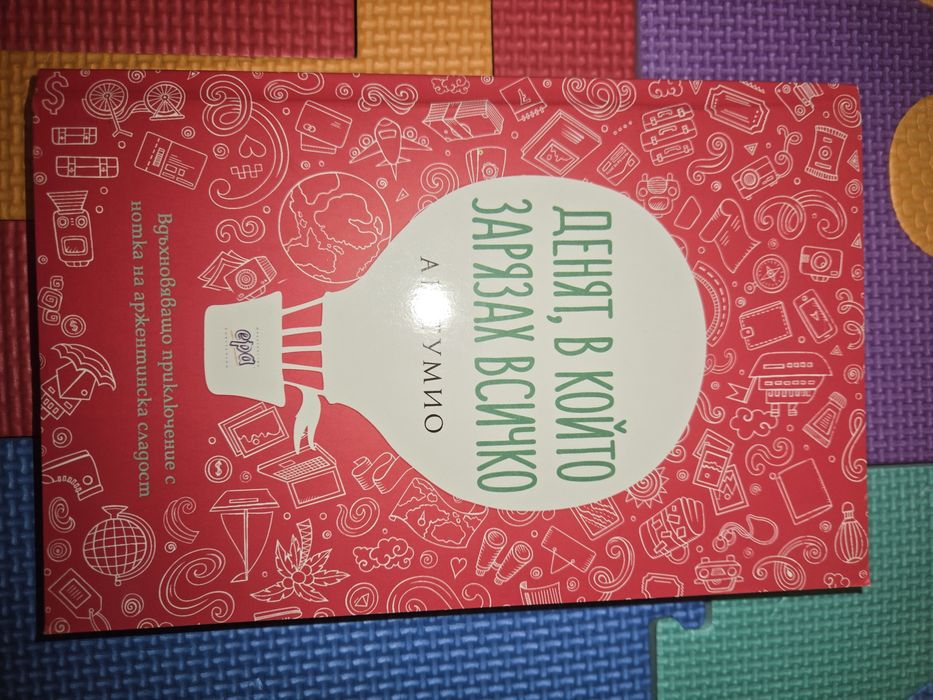 ДЕНЯТ, В КОЙТО
ЗАРЯЗАХ ВСИЧКО
ера
Вдъхновяващо приключение с
нотка на аржентинска сладост